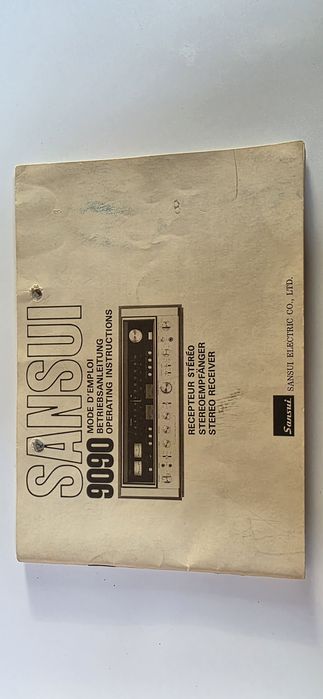 SANSUI
9090
MODE D'EMPLOI
BETRIEBSANLEITUNG
OPERATING INSTRUCTIONS
RECEPTEUR STÉRÉO
STEREOEMPFÄNGER
STEREO RECEIVER
Sansui
SANSUI ELECTRIC CO., LTD.